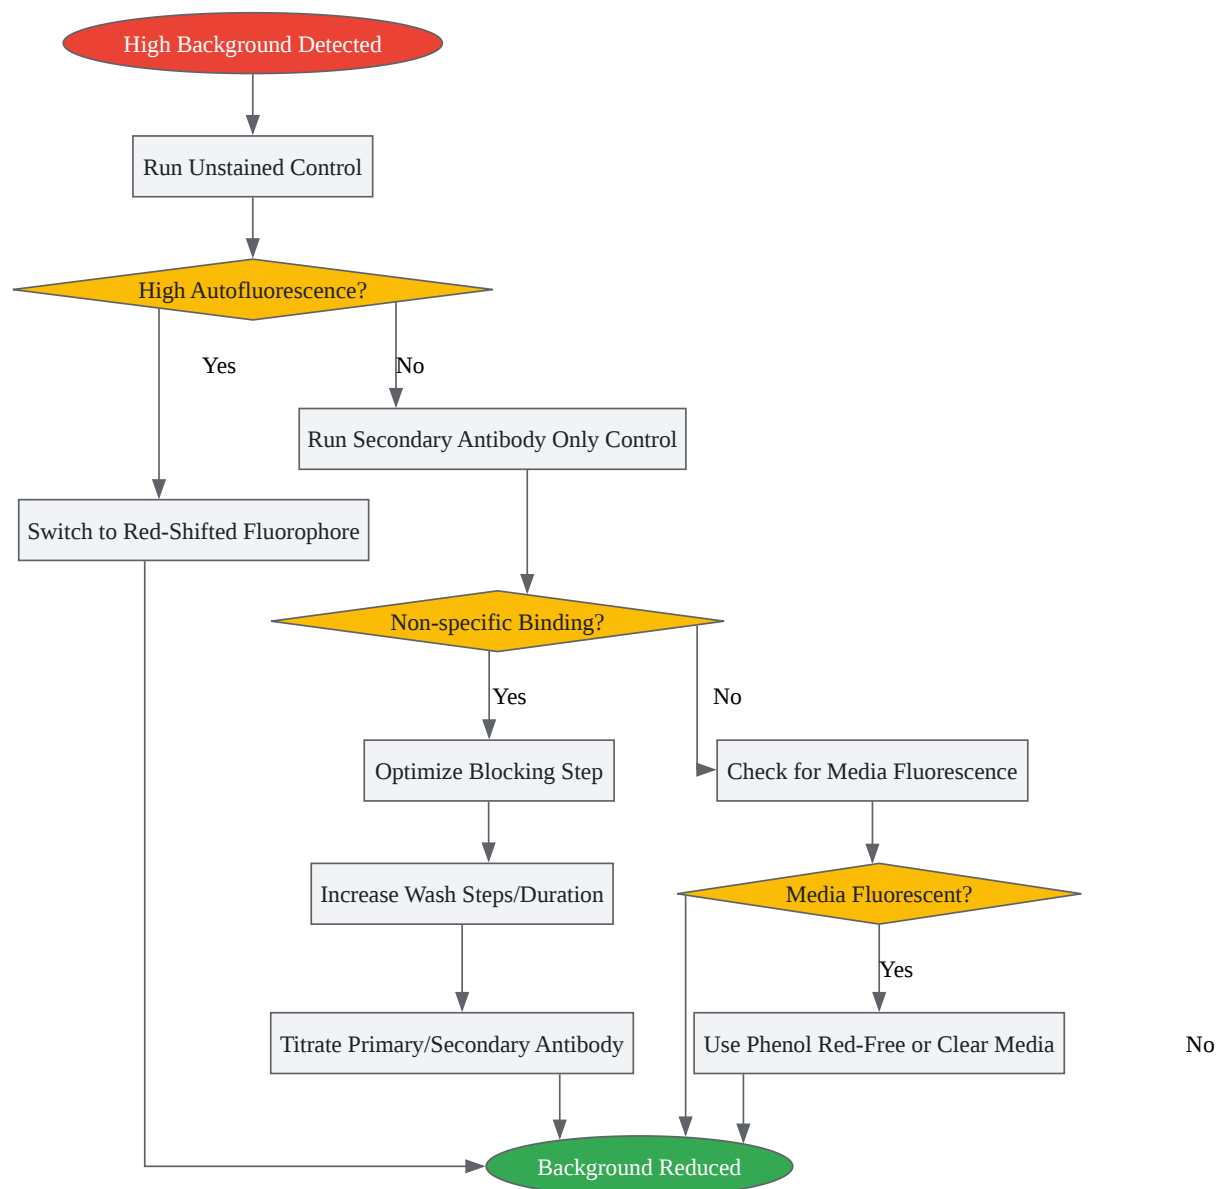 High Background Detected
Run Unstained Control
High Autofluorescence?
Yes
No
Run Secondary Antibody Only Control
Switch to Red-Shifted Fluorophore
Non-specific Binding?
Yes
No
Optimize Blocking Step
Check for Media Fluorescence
Increase Wash Steps/Duration
Media Fluorescent?
Yes
Titrate Primary/Secondary Antibody
Use Phenol Red-Free or Clear Media
No
Background Reduced